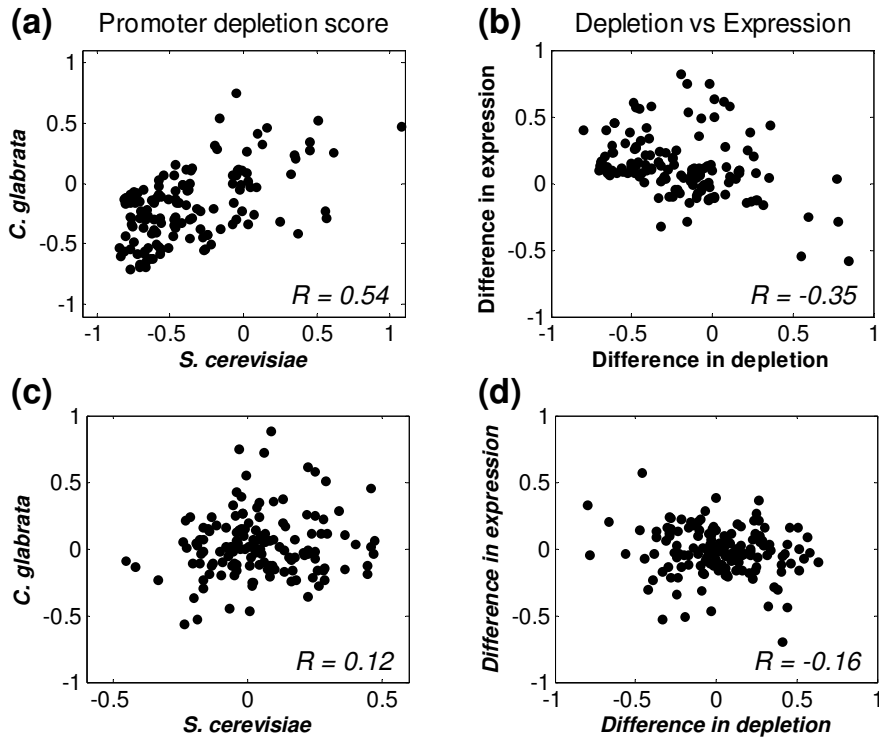 (a) Promoter depletion score
1
0.5
0
-0.5
-1
C. glabrata
R = 0.54
-1 -0.5 0 0.5 1
S. cerevisiae
(b) Depletion vs Expression
1
0.5
0
-0.5
-1
Difference in expression
R = -0.35
-1 -0.5 0 0.5 1
Difference in depletion
(c)
1
0.5
0
-0.5
-1
C. glabrata
R = 0.12
-0.5 0 0.5
S. cerevisiae
(d)
1
0.5
0
-0.5
-1
Difference in expression
R = -0.16
-1 -0.5 0 0.5 1
Difference in depletion